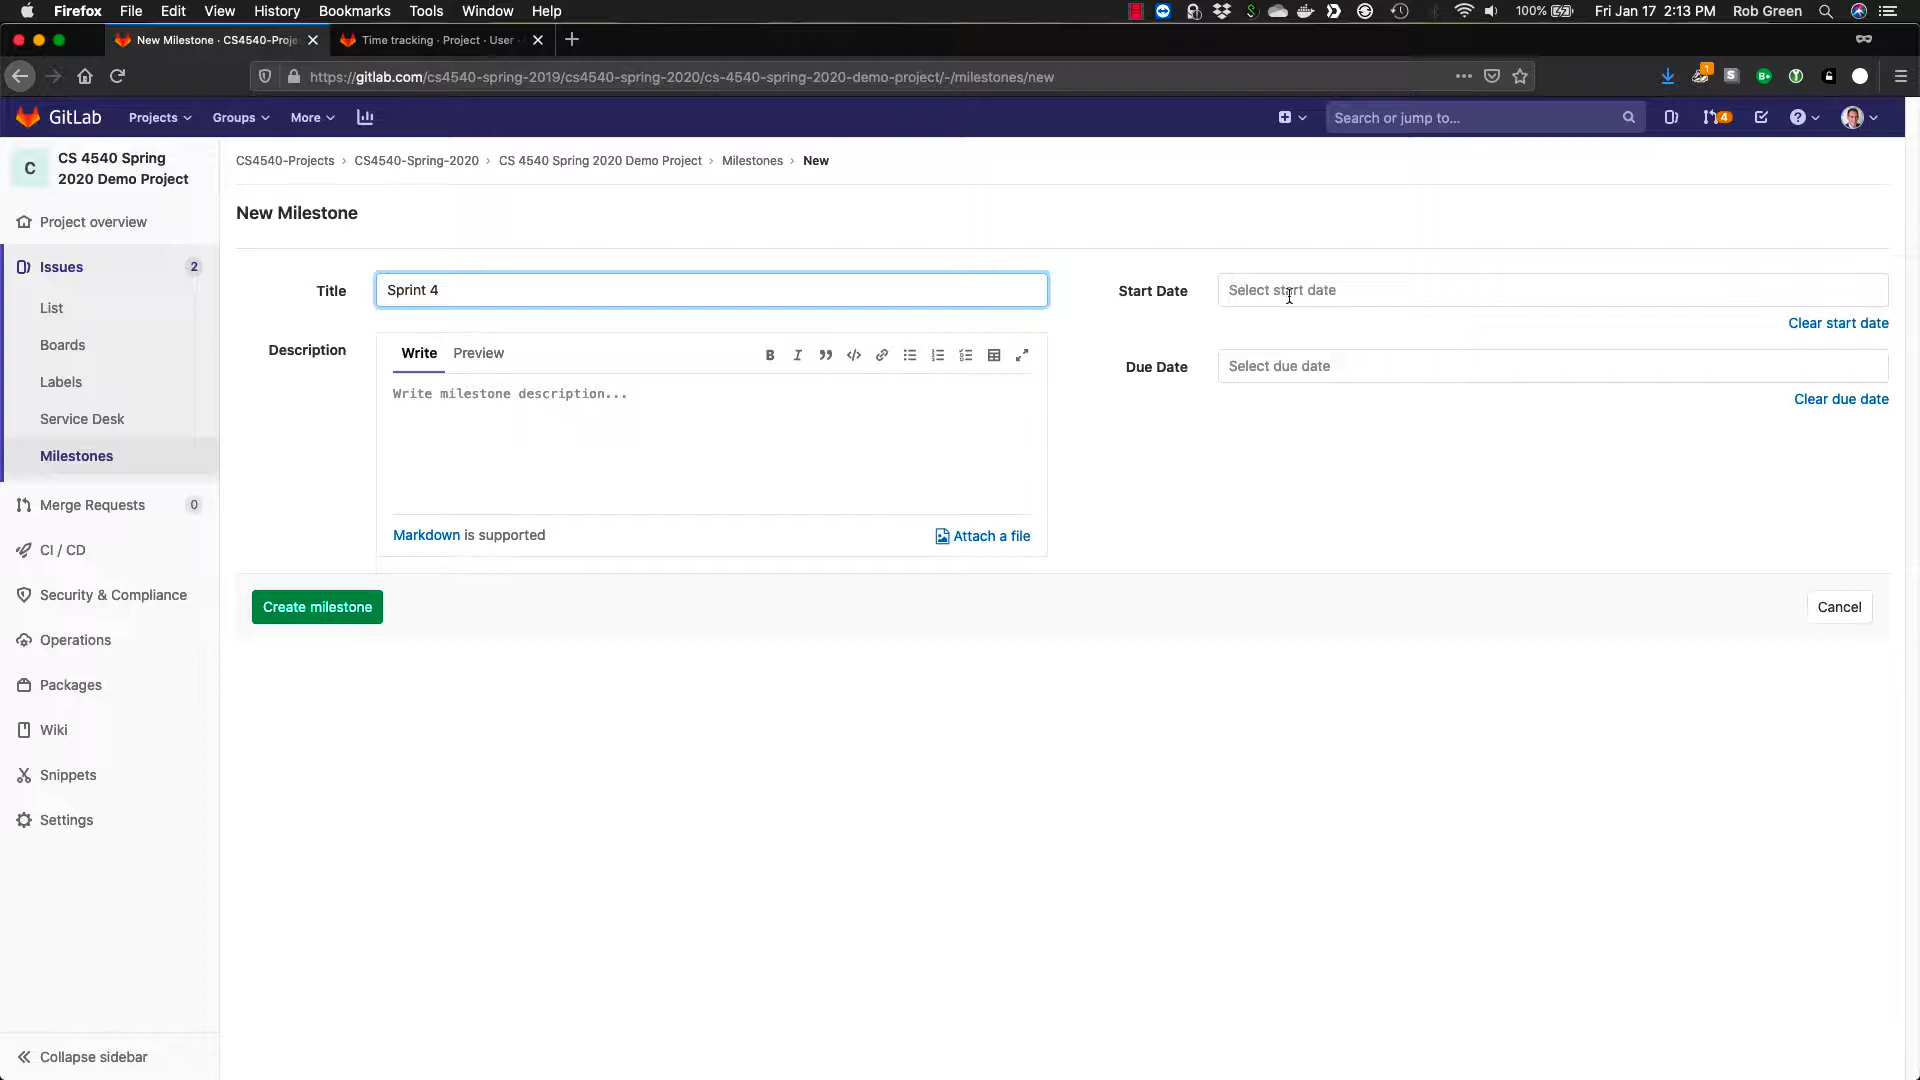 Firefox File Edit View History Bookmarks Tools Window Help 100% Fri Jan 17 2:13 PM Rob Green
New Milestone · CS4540-Proje Time tracking · Project · User ·
https://gitlab.com/cs4540-spring-2019/cs4540-spring-2020/cs-4540-spring-2020-demo-project/-/milestones/new
1
S
B+
GitLab Projects Groups More Search or jump to... 4
C
CS 4540 Spring
2020 Demo Project
CS4540-Projects › CS4540-Spring-2020 › CS 4540 Spring 2020 Demo Project › Milestones › New
Project overview
Issues 2
List
Boards
Labels
Service Desk
Milestones
Merge Requests 0
CI / CD
Security & Compliance
Operations
Packages
Wiki
Snippets
Settings
Collapse sidebar
New Milestone
Title Sprint 4
Description
Write Preview
Write milestone description...
Markdown is supported
Attach a file
Start Date Select start date
Clear start date
Due Date Select due date
Clear due date
Create milestone
Cancel